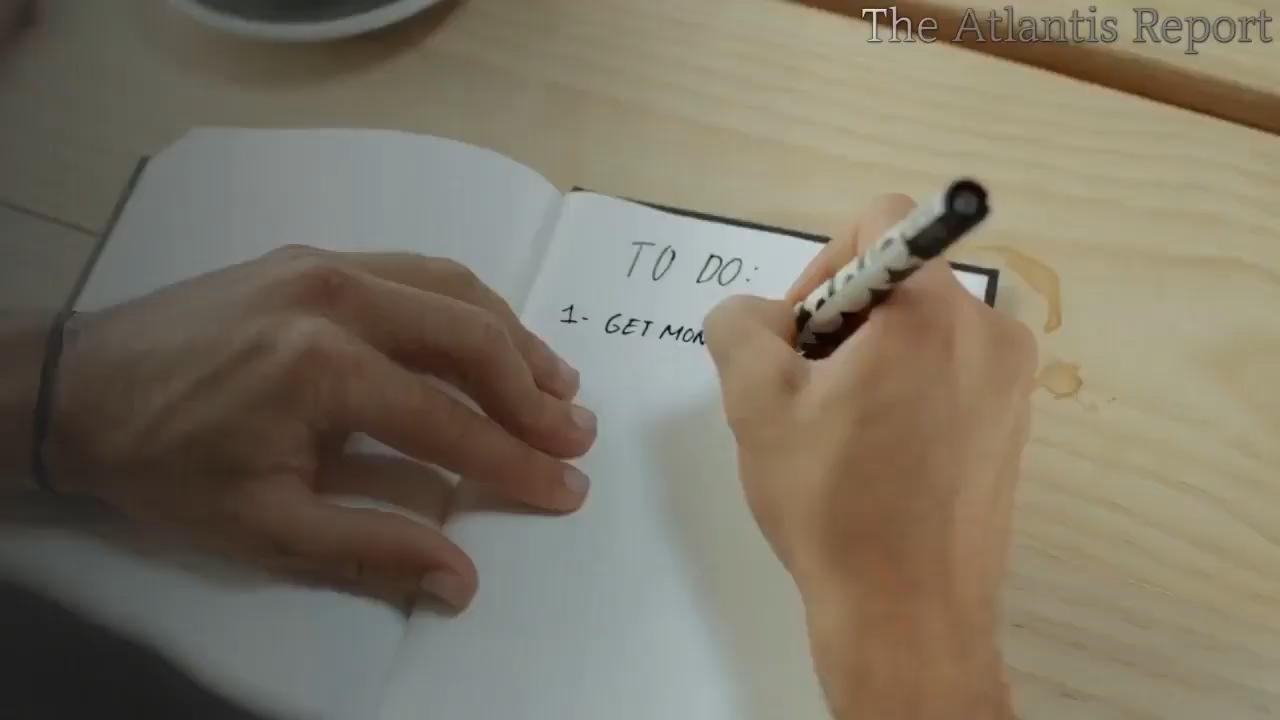 The Atlantis Report
TO DO:
1- GET MON